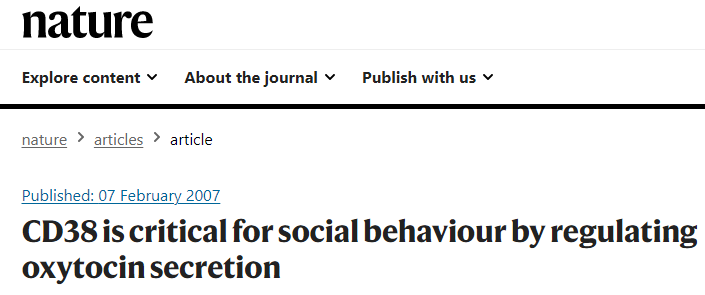 nature
Explore content About the journal Publish with us
nature > articles > article
Published: 07 February 2007
CD38 is critical for social behaviour by regulating
oxytocin secretion